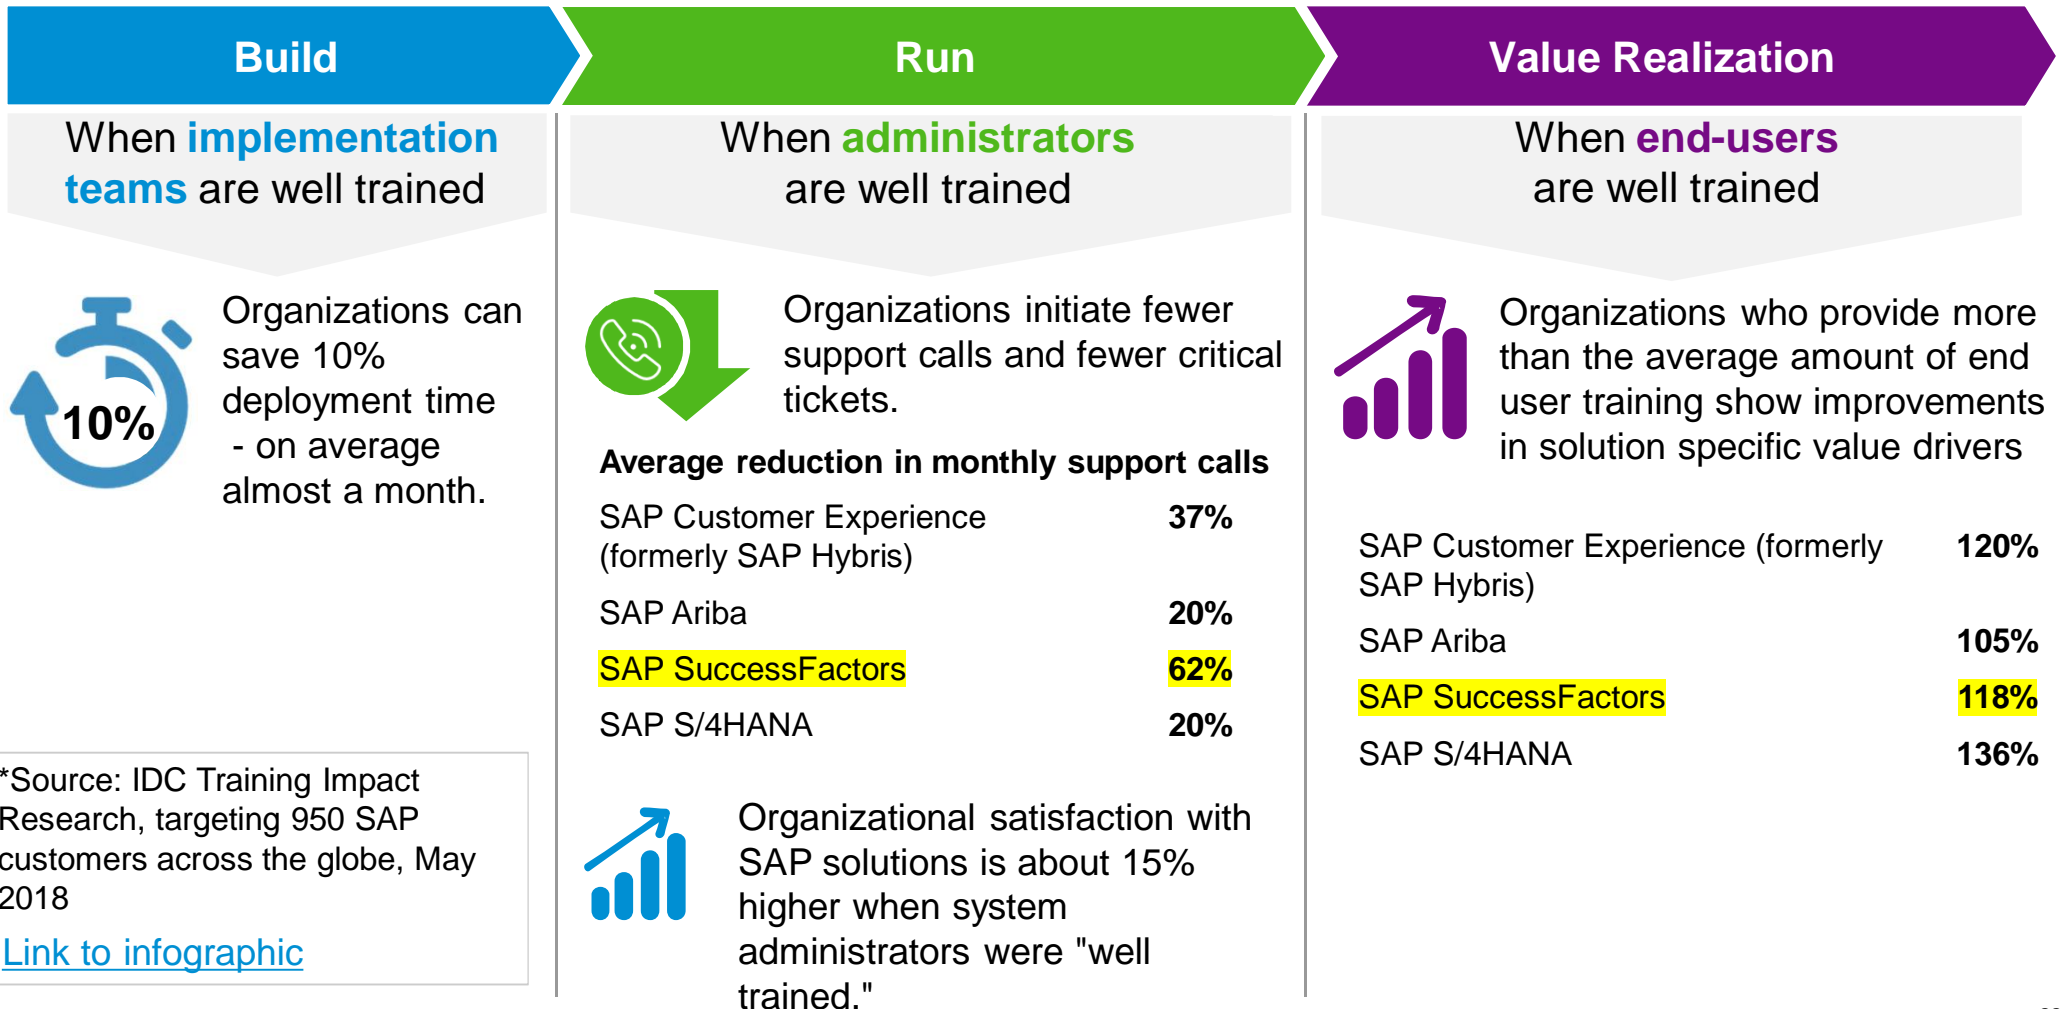 Build
Run
Value Realization
When implementation
teams are well trained
10%
Organizations can
save 10%
deployment time
- on average
almost a month.
*Source: IDC Training Impact
Research, targeting 950 SAP
customers across the globe, May
2018
Link to infographic
When administrators
are well trained
Organizations initiate fewer
support calls and fewer critical
tickets.
Average reduction in monthly support calls
SAP Customer Experience 37%
(formerly SAP Hybris)
SAP Ariba 20%
SAP SuccessFactors 62%
SAP S/4HANA 20%
Organizational satisfaction with
SAP solutions is about 15%
higher when system
administrators were "well
trained."
When end-users
are well trained
Organizations who provide more
than the average amount of end
user training show improvements
in solution specific value drivers
SAP Customer Experience (formerly 120%
SAP Hybris)
SAP Ariba 105%
SAP SuccessFactors 118%
SAP S/4HANA 136%